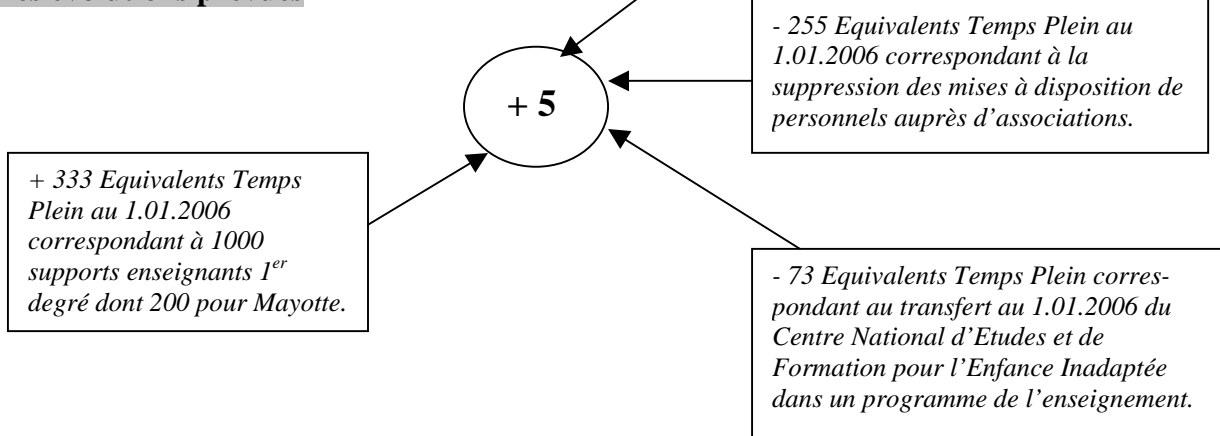 - 255 Equivalents Temps Plein au
1.01.2006 correspondant à la
suppression des mises à disposition de
personnels auprès d’associations.
+ 5
+ 333 Equivalents Temps
Plein au 1.01.2006
correspondant à 1000
supports enseignants 1er
degré dont 200 pour Mayotte.
- 73 Equivalents Temps Plein corres-
pondant au transfert au 1.01.2006 du
Centre National d’Etudes et de
Formation pour l’Enfance Inadaptée
dans un programme de l’enseignement.